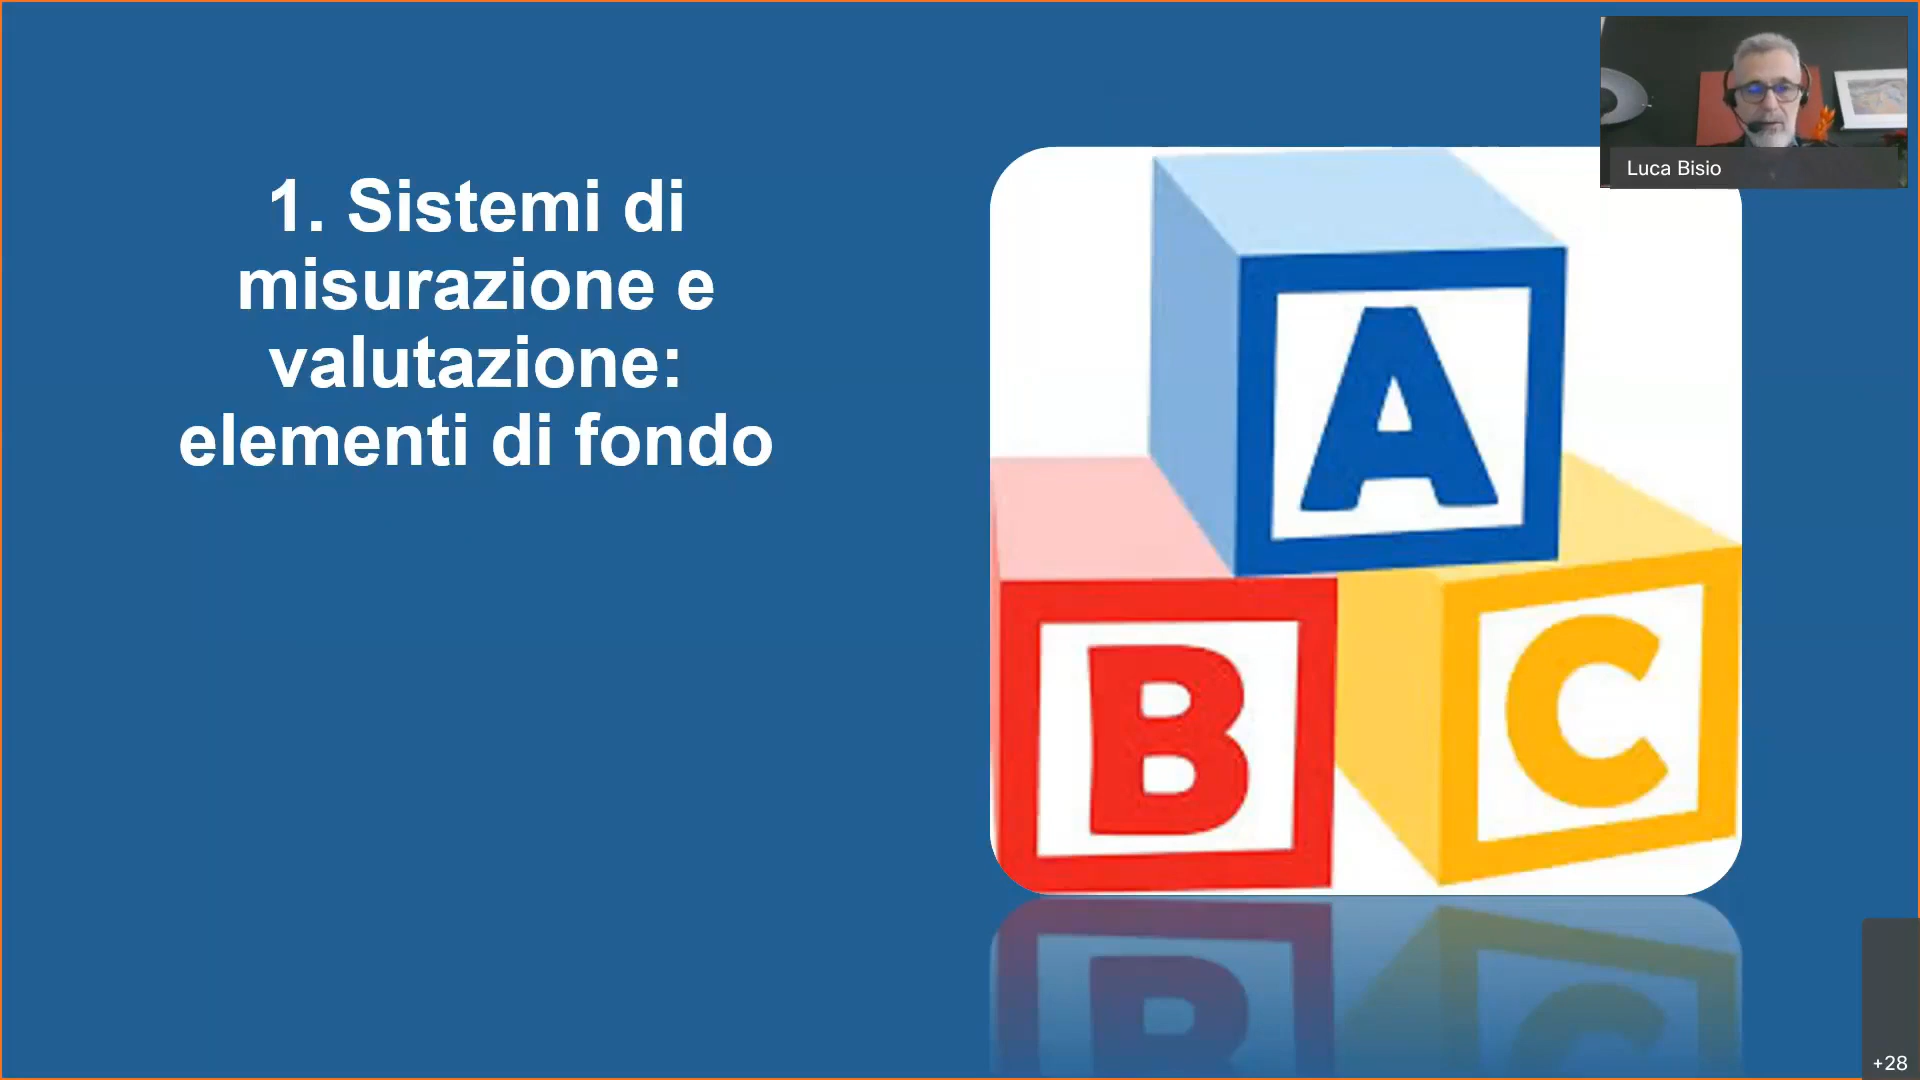 1. Sistemi di
misurazione e
valutazione:
elementi di fondo
A
B
C
Luca Bisio
+28